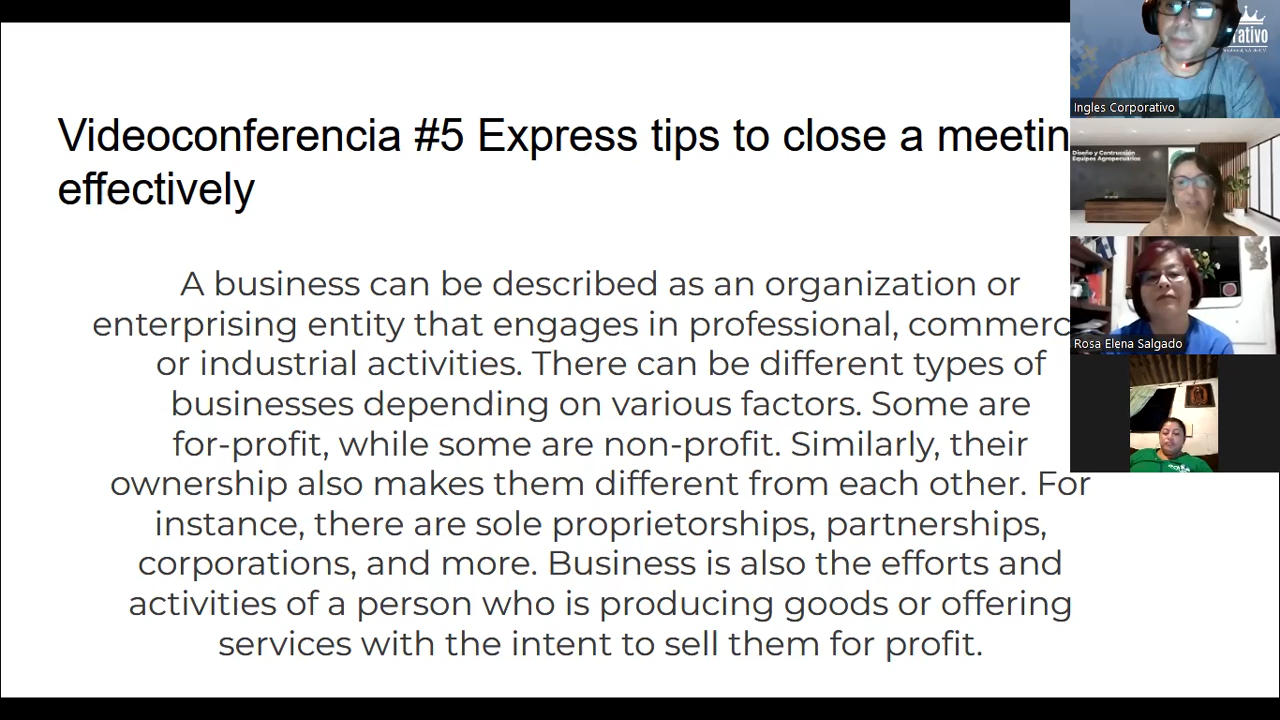 Videoconferencia #5 Express tips to close a meetin
effectively
A business can be described as an organization or
enterprising entity that engages in professional, commerc
or industrial activities. There can be different types of
businesses depending on various factors. Some are
for-profit, while some are non-profit. Similarly, their
ownership also makes them different from each other. For
instance, there are sole proprietorships, partnerships,
corporations, and more. Business is also the efforts and
activities of a person who is producing goods or offering
services with the intent to sell them for profit.
rativo
Ingles Corporativo
Diseño y Contrucción
Equipos Agropecuarios
Rosa Elena Salgado